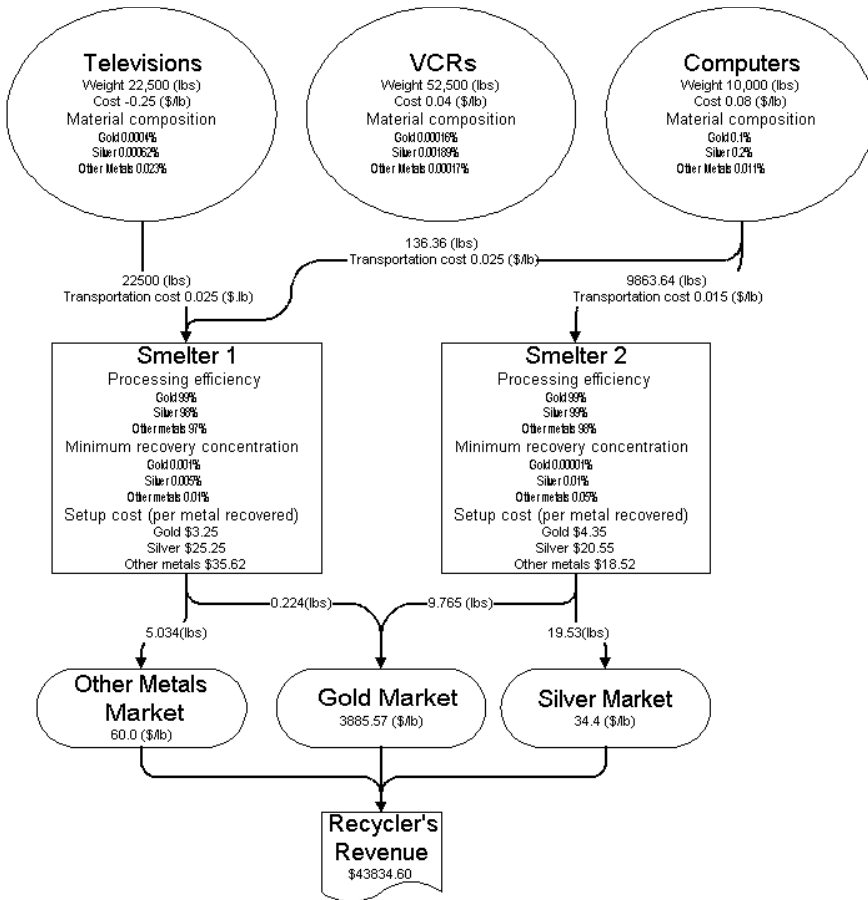 Televisions
Weight 22,500 (lbs)
Cost -0.25 ($/lb)
Material composition
Gold 0.0004%
Silver 0.00062%
Other Metals 0.023%
VCRs
Weight 52,500 (lbs)
Cost 0.04 ($/lb)
Material composition
Gold 0.00016%
Silver 0.00189%
Other Metals 0.00017%
Computers
Weight 10,000 (lbs)
Cost 0.08 ($/lb)
Material composition
Gold 0.1%
Silver 0.2%
Other Metals 0.011%
136.36 (lbs)
Transportation cost 0.025 ($/lb)
22500 (lbs)
Transportation cost 0.025 ($.lb)
9863.64 (lbs)
Transportation cost 0.015 ($/lb)
Smelter 1
Processing efficiency
Gold 99%
Silver 98%
Other metals 97%
Minimum recovery concentration
Gold 0.001%
Silver 0.005%
Other metals 0.01%
Setup cost (per metal recovered)
Gold $3.25
Silver $25.25
Other metals $35.62
Smelter 2
Processing efficiency
Gold 99%
Silver 99%
Other metals 98%
Minimum recovery concentration
Gold 0.00001%
Silver 0.01%
Other metals 0.05%
Setup cost (per metal recovered)
Gold $4.35
Silver $20.55
Other metals $18.52
0.224(lbs)
9.765 (lbs)
5.034(lbs)
19.53(lbs)
Other Metals
Market
60.0 ($/lb)
Gold Market
3885.57 ($/lb)
Silver Market
34.4 ($/lb)
Recycler's
Revenue
$43834.60